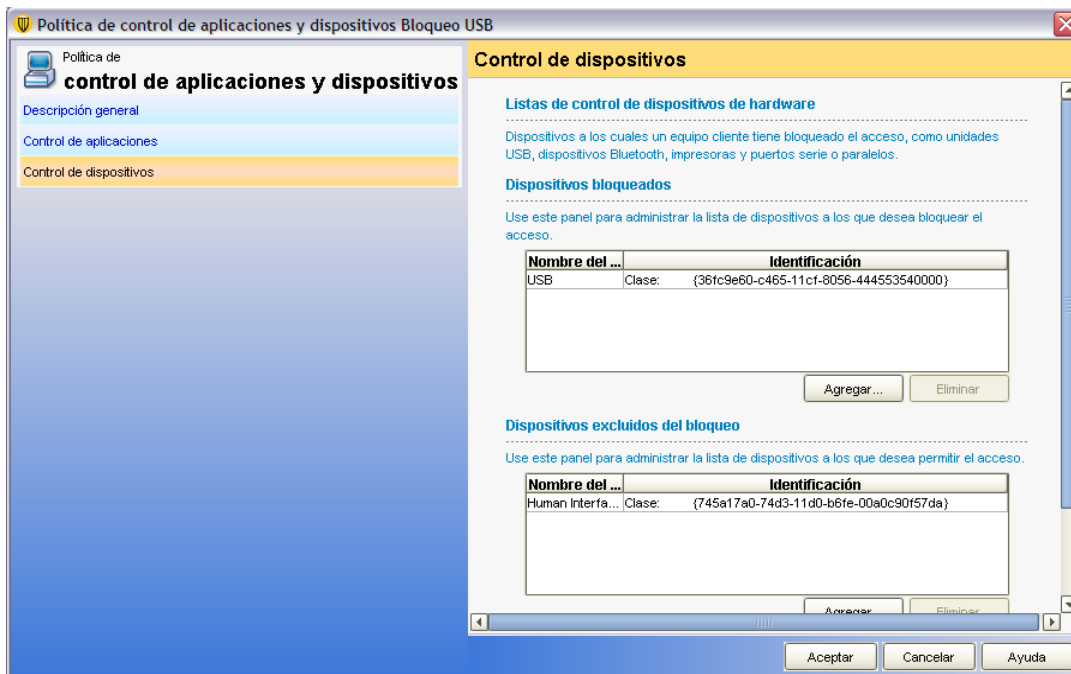 Política de control de aplicaciones y dispositivos Bloqueo USB
Política de
control de aplicaciones y dispositivos
Descripción general
Control de aplicaciones
Control de dispositivos
Control de dispositivos
Listas de control de dispositivos de hardware
Dispositivos a los cuales un equipo cliente tiene bloqueado el acceso, como unidades
USB, dispositivos Bluetooth, impresoras y puertos serie o paralelos.
Dispositivos bloqueados
Use este panel para administrar la lista de dispositivos a los que desea bloquear el
acceso.
Nombre del ... Identificación
USB Clase: {36fc9e60-c465-11cf-8056-444553540000}
Agregar... Eliminar
Dispositivos excluidos del bloqueo
Use este panel para administrar la lista de dispositivos a los que desea permitir el acceso.
Nombre del ... Identificación
Human Interfa... Clase: {745a17a0-74d3-11d0-b6fe-00a0c90f57da}
Agregar... Eliminar
Aceptar Cancelar Ayuda